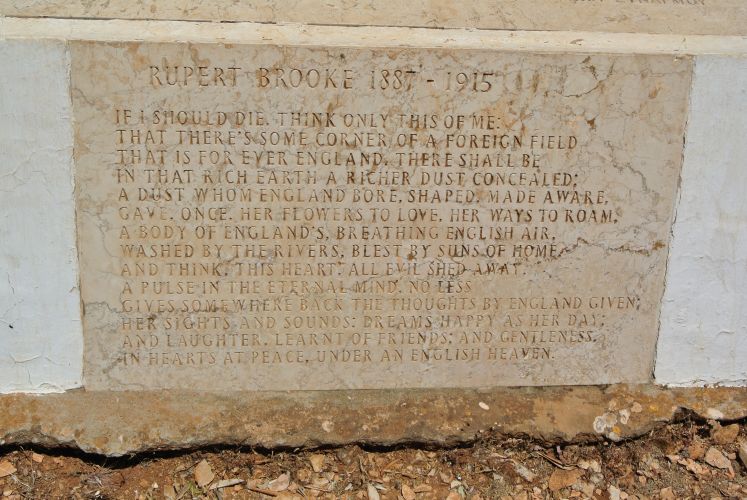 RUPERT BROOKE 1887 - 1915
IF I SHOULD DIE, THINK ONLY THIS OF ME:
THAT THERE'S SOME CORNER OF A FOREIGN FIELD
THAT IS FOR EVER ENGLAND. THERE SHALL BE
IN THAT RICH EARTH A RICHER DUST CONCEALED;
A DUST WHOM ENGLAND BORE, SHAPED, MADE AWARE,
GAVE, ONCE, HER FLOWERS TO LOVE, HER WAYS TO ROAM,
A BODY OF ENGLAND'S, BREATHING ENGLISH AIR,
WASHED BY THE RIVERS, BLEST BY SUNS OF HOME.
AND THINK, THIS HEART, ALL EVIL SHED AWAY,
A PULSE IN THE ETERNAL MIND, NO LESS
GIVES SOMEWHERE BACK THE THOUGHTS BY ENGLAND GIVEN;
HER SIGHTS AND SOUNDS; DREAMS HAPPY AS HER DAY;
AND LAUGHTER, LEARNT OF FRIENDS; AND GENTLENESS,
IN HEARTS AT PEACE, UNDER AN ENGLISH HEAVEN.